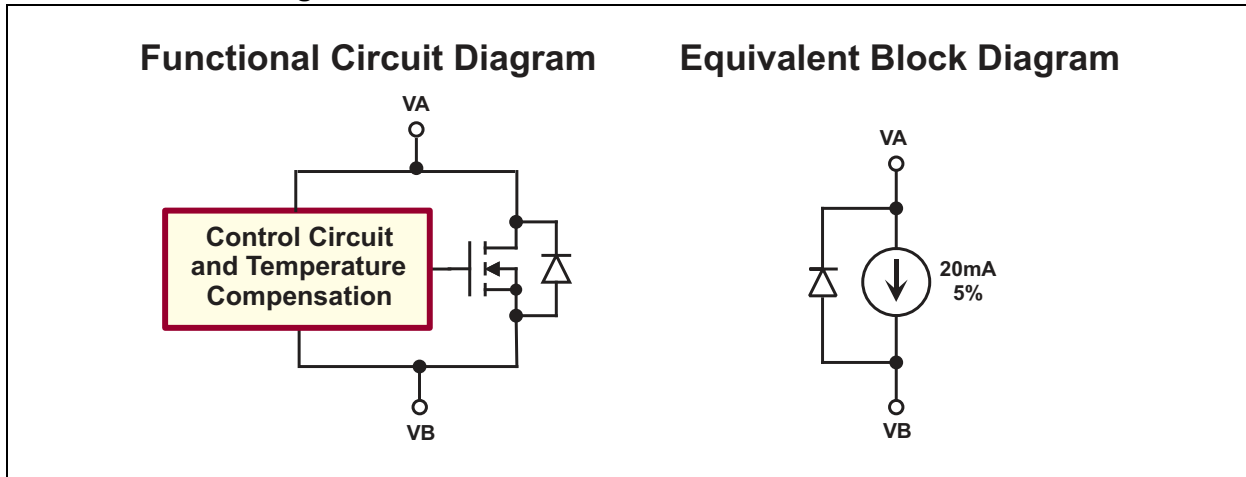 Functional Circuit Diagram
VA
Control Circuit
and Temperature
Compensation
VB
Equivalent Block Diagram
VA
20mA
5%
VB